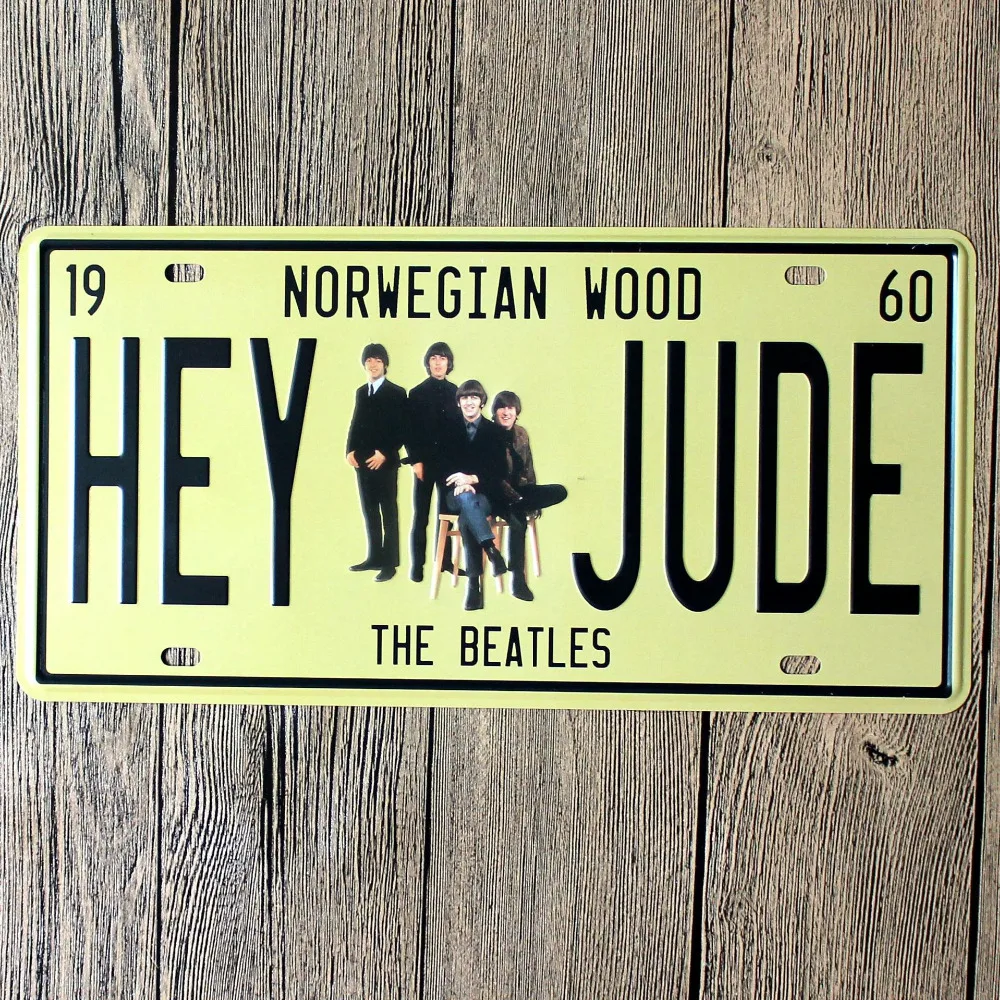 19 NORWEGIAN WOOD 60
HEY JUDE
THE BEATLES